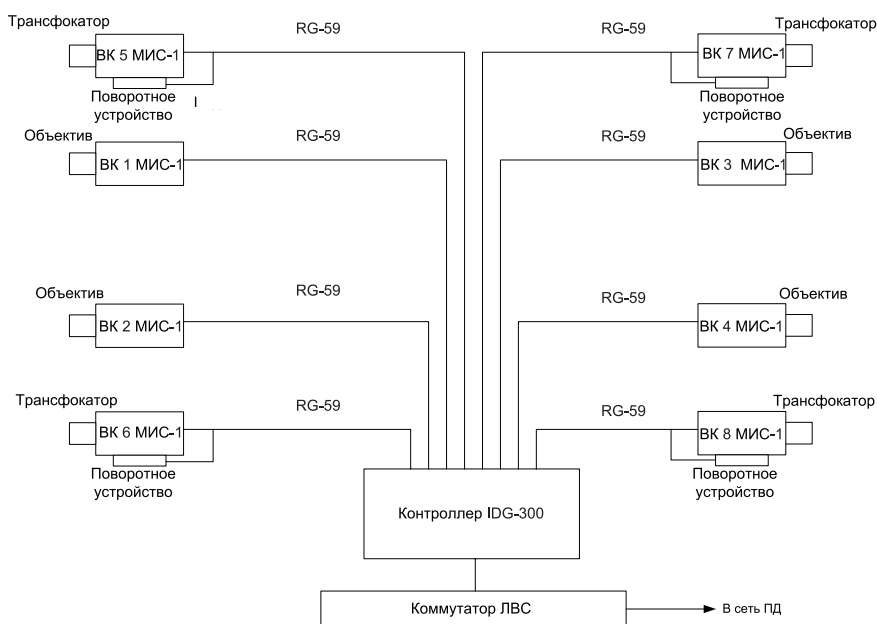 Трансфокатор
RG-59
RG-59
Трансфокатор
ВК 5 МИС-1
ВК 7 МИС-1
Поворотное
устройство
Поворотное
устройство
Объектив
RG-59
RG-59
Объектив
ВК 1 МИС-1
ВК 3 МИС-1
Объектив
RG-59
RG-59
Объектив
ВК 2 МИС-1
ВК 4 МИС-1
Трансфокатор
RG-59
RG-59
Трансфокатор
ВК 6 МИС-1
ВК 8 МИС-1
Поворотное
устройство
Поворотное
устройство
Контроллер IDG-300
Коммутатор ЛВС
В сеть ПД